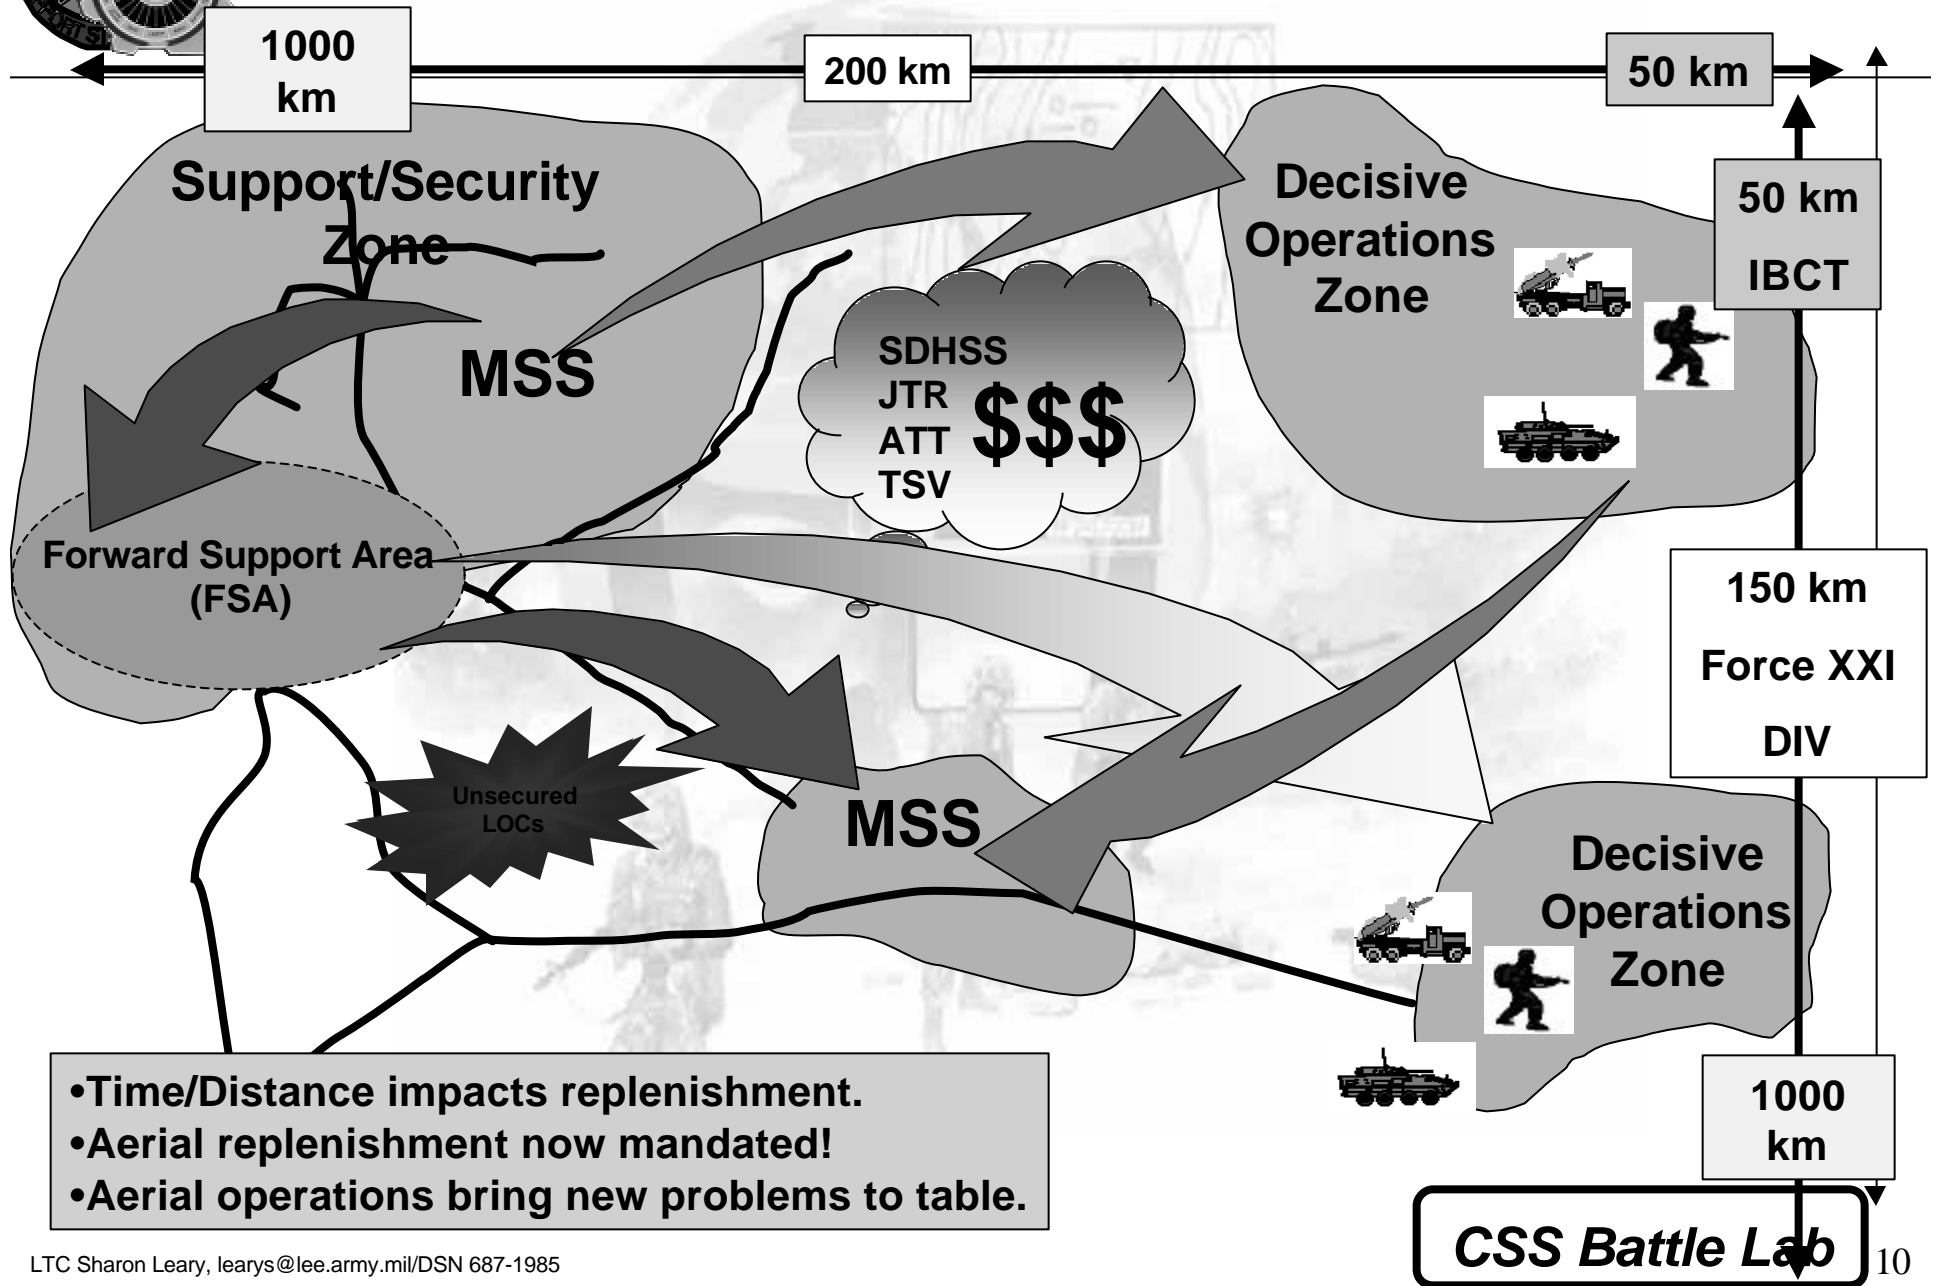 1000
km
200 km
50 km
Support/Security
Zone
MSS
Decisive
Operations
Zone
50 km
IBCT
SDHSS
JTR
ATT
TSV
$$$
Forward Support Area
(FSA)
150 km
Force XXI
DIV
Unsecured
LOCs
MSS
Decisive
Operations
Zone
•Time/Distance impacts replenishment.
•Aerial replenishment now mandated!
•Aerial operations bring new problems to table.
1000
km
CSS Battle Lab
LTC Sharon Leary, learys@lee.army.mil/DSN 687-1985
10